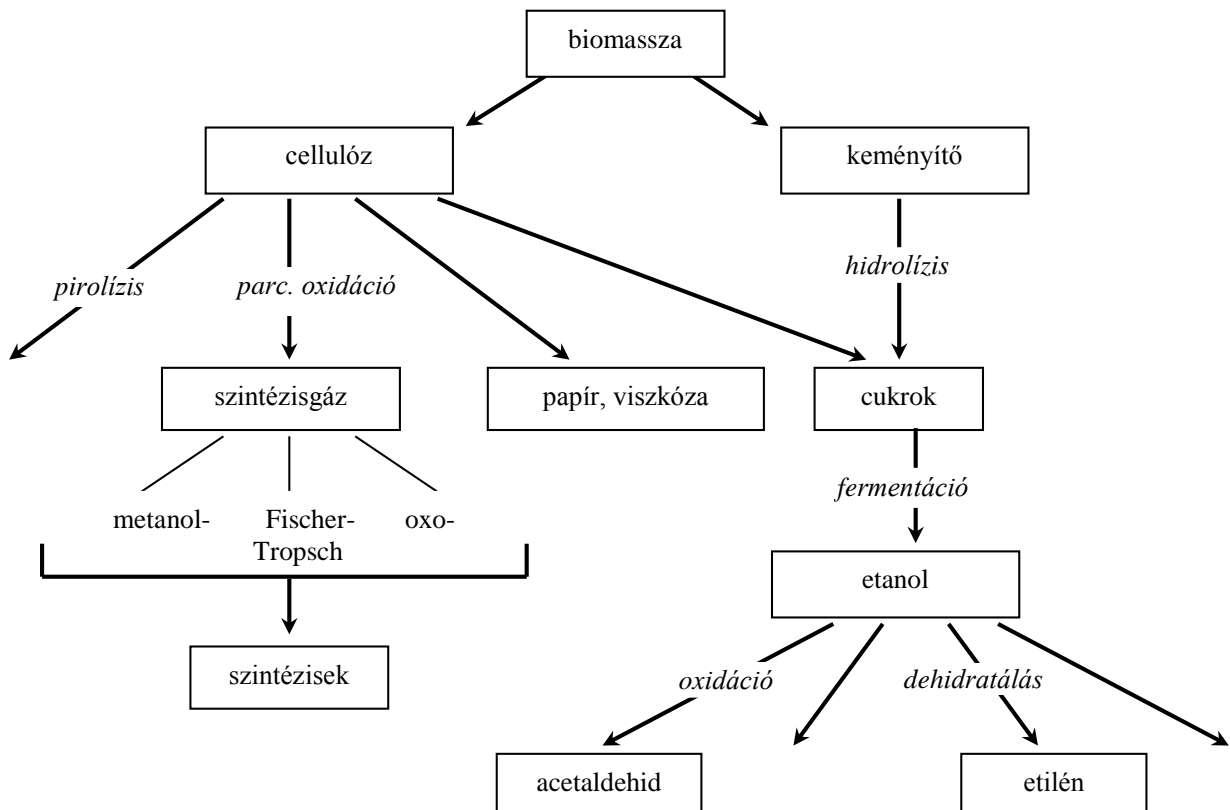 biomassza
cellulóz
keményítő
pirolízis
parc. oxidáció
hidrolízis
szintézisgáz
papír, viszkóza
cukrok
fermentáció
metanol-
Fischer-
Tropsch
oxo-
etanol
szintézisek
oxidáció
dehidratálás
acetaldehid
etilén